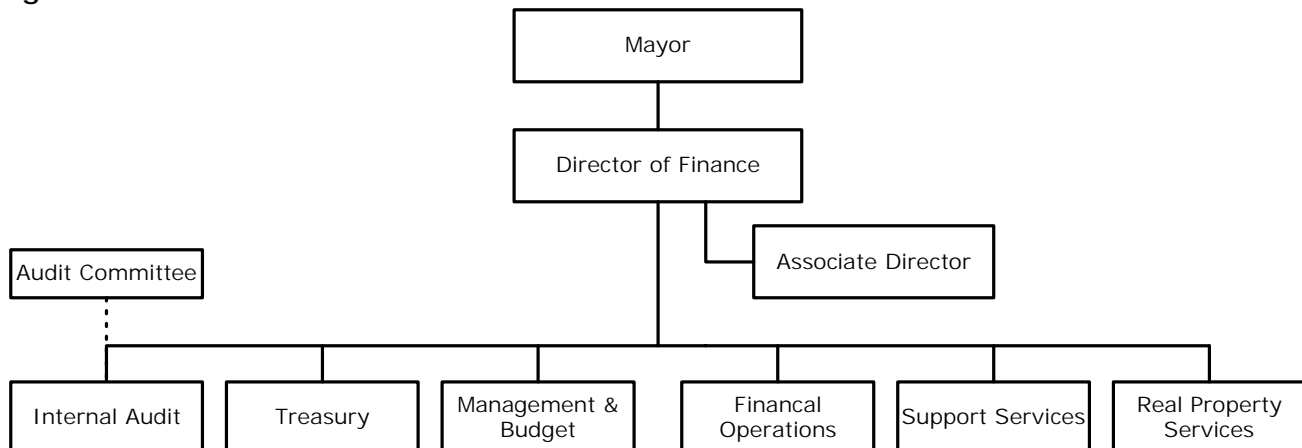 Mayor
Director of Finance
Associate Director
Audit Committee
Internal Audit
Treasury
Management &
Budget
Financal
Operations
Support Services
Real Property
Services